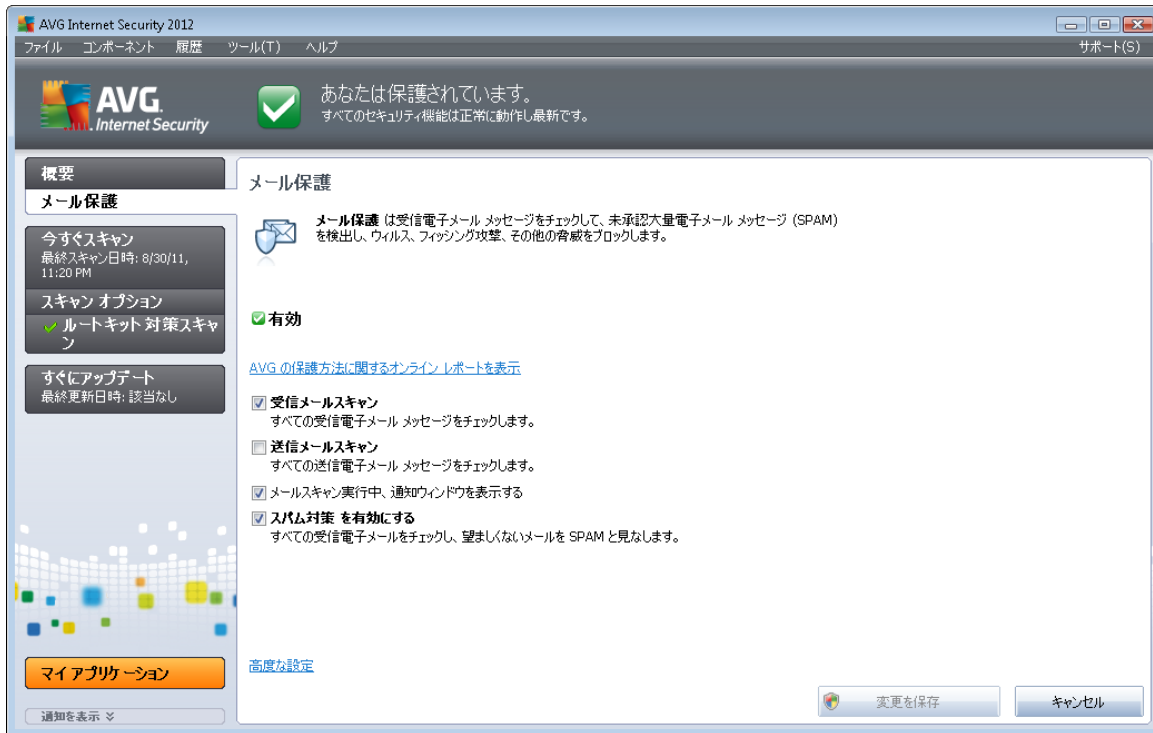 AVG Internet Security 2012
ファイル コンポーネント 履歴 ツール(T) ヘルプ サポート(S)
AVG.
Internet Security
あなたは保護されています。
すべてのセキュリティ機能は正常に動作し最新です。
概要
メール保護
今すぐスキャン
最終スキャン日時: 8/30/11,
11:20 PM
スキャン オプション
ルートキット 対策スキャ
ン
すぐにアップデート
最終更新日時: 該当なし
マイ アプリケーション
通知を表示
メール保護
メール保護 は受信電子メール メッセージをチェックして、未承認大量電子メール メッセージ (SPAM)
を検出し、ウィルス、フィッシング攻撃、その他の脅威をブロックします。
有効
AVG の保護方法に関するオンライン レポートを表示
受信メールスキャン
すべての受信電子メール メッセージをチェックします。
送信メールスキャン
すべての送信電子メール メッセージをチェックします。
メールスキャン実行中、通知ウィンドウを表示する
スパム対策 を有効にする
すべての受信電子メールをチェックし、望ましくないメールを SPAM と見なします。
高度な設定
変更を保存
キャンセル